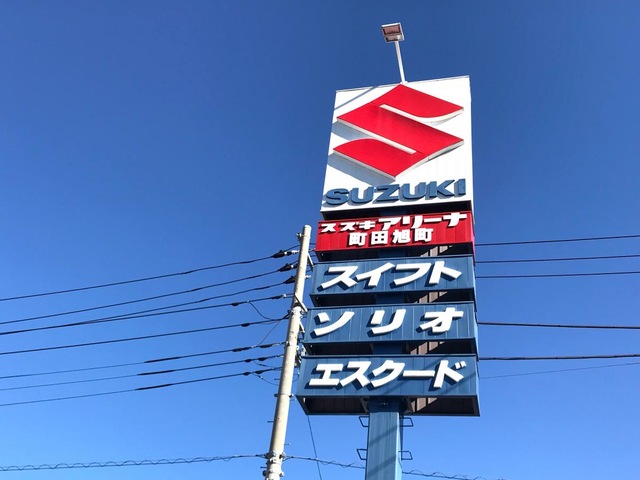 SUZUKI
スズキアリーナ
町田旭町
スイフト
ソリオ
エスクード